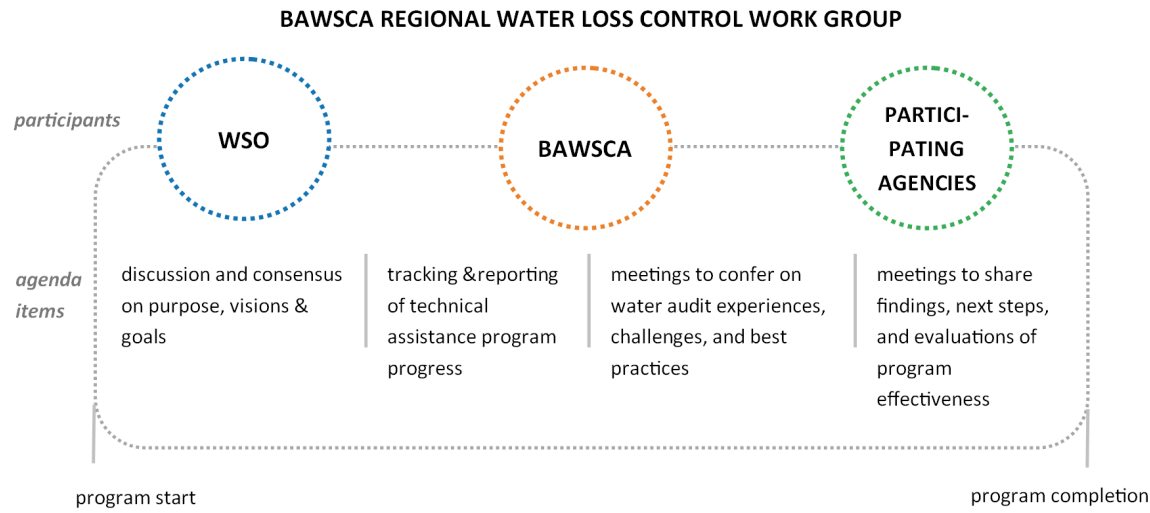 BAWSCA REGIONAL WATER LOSS CONTROL WORK GROUP
participants
WSO
BAWSCA
PARTICI-
PATING
AGENCIES
agenda
items
discussion and consensus
on purpose, visions &
goals
tracking &reporting
of technical
assistance program
progress
meetings to confer on
water audit experiences,
challenges, and best
practices
meetings to share
findings, next steps,
and evaluations of
program
effectiveness
program start
program completion